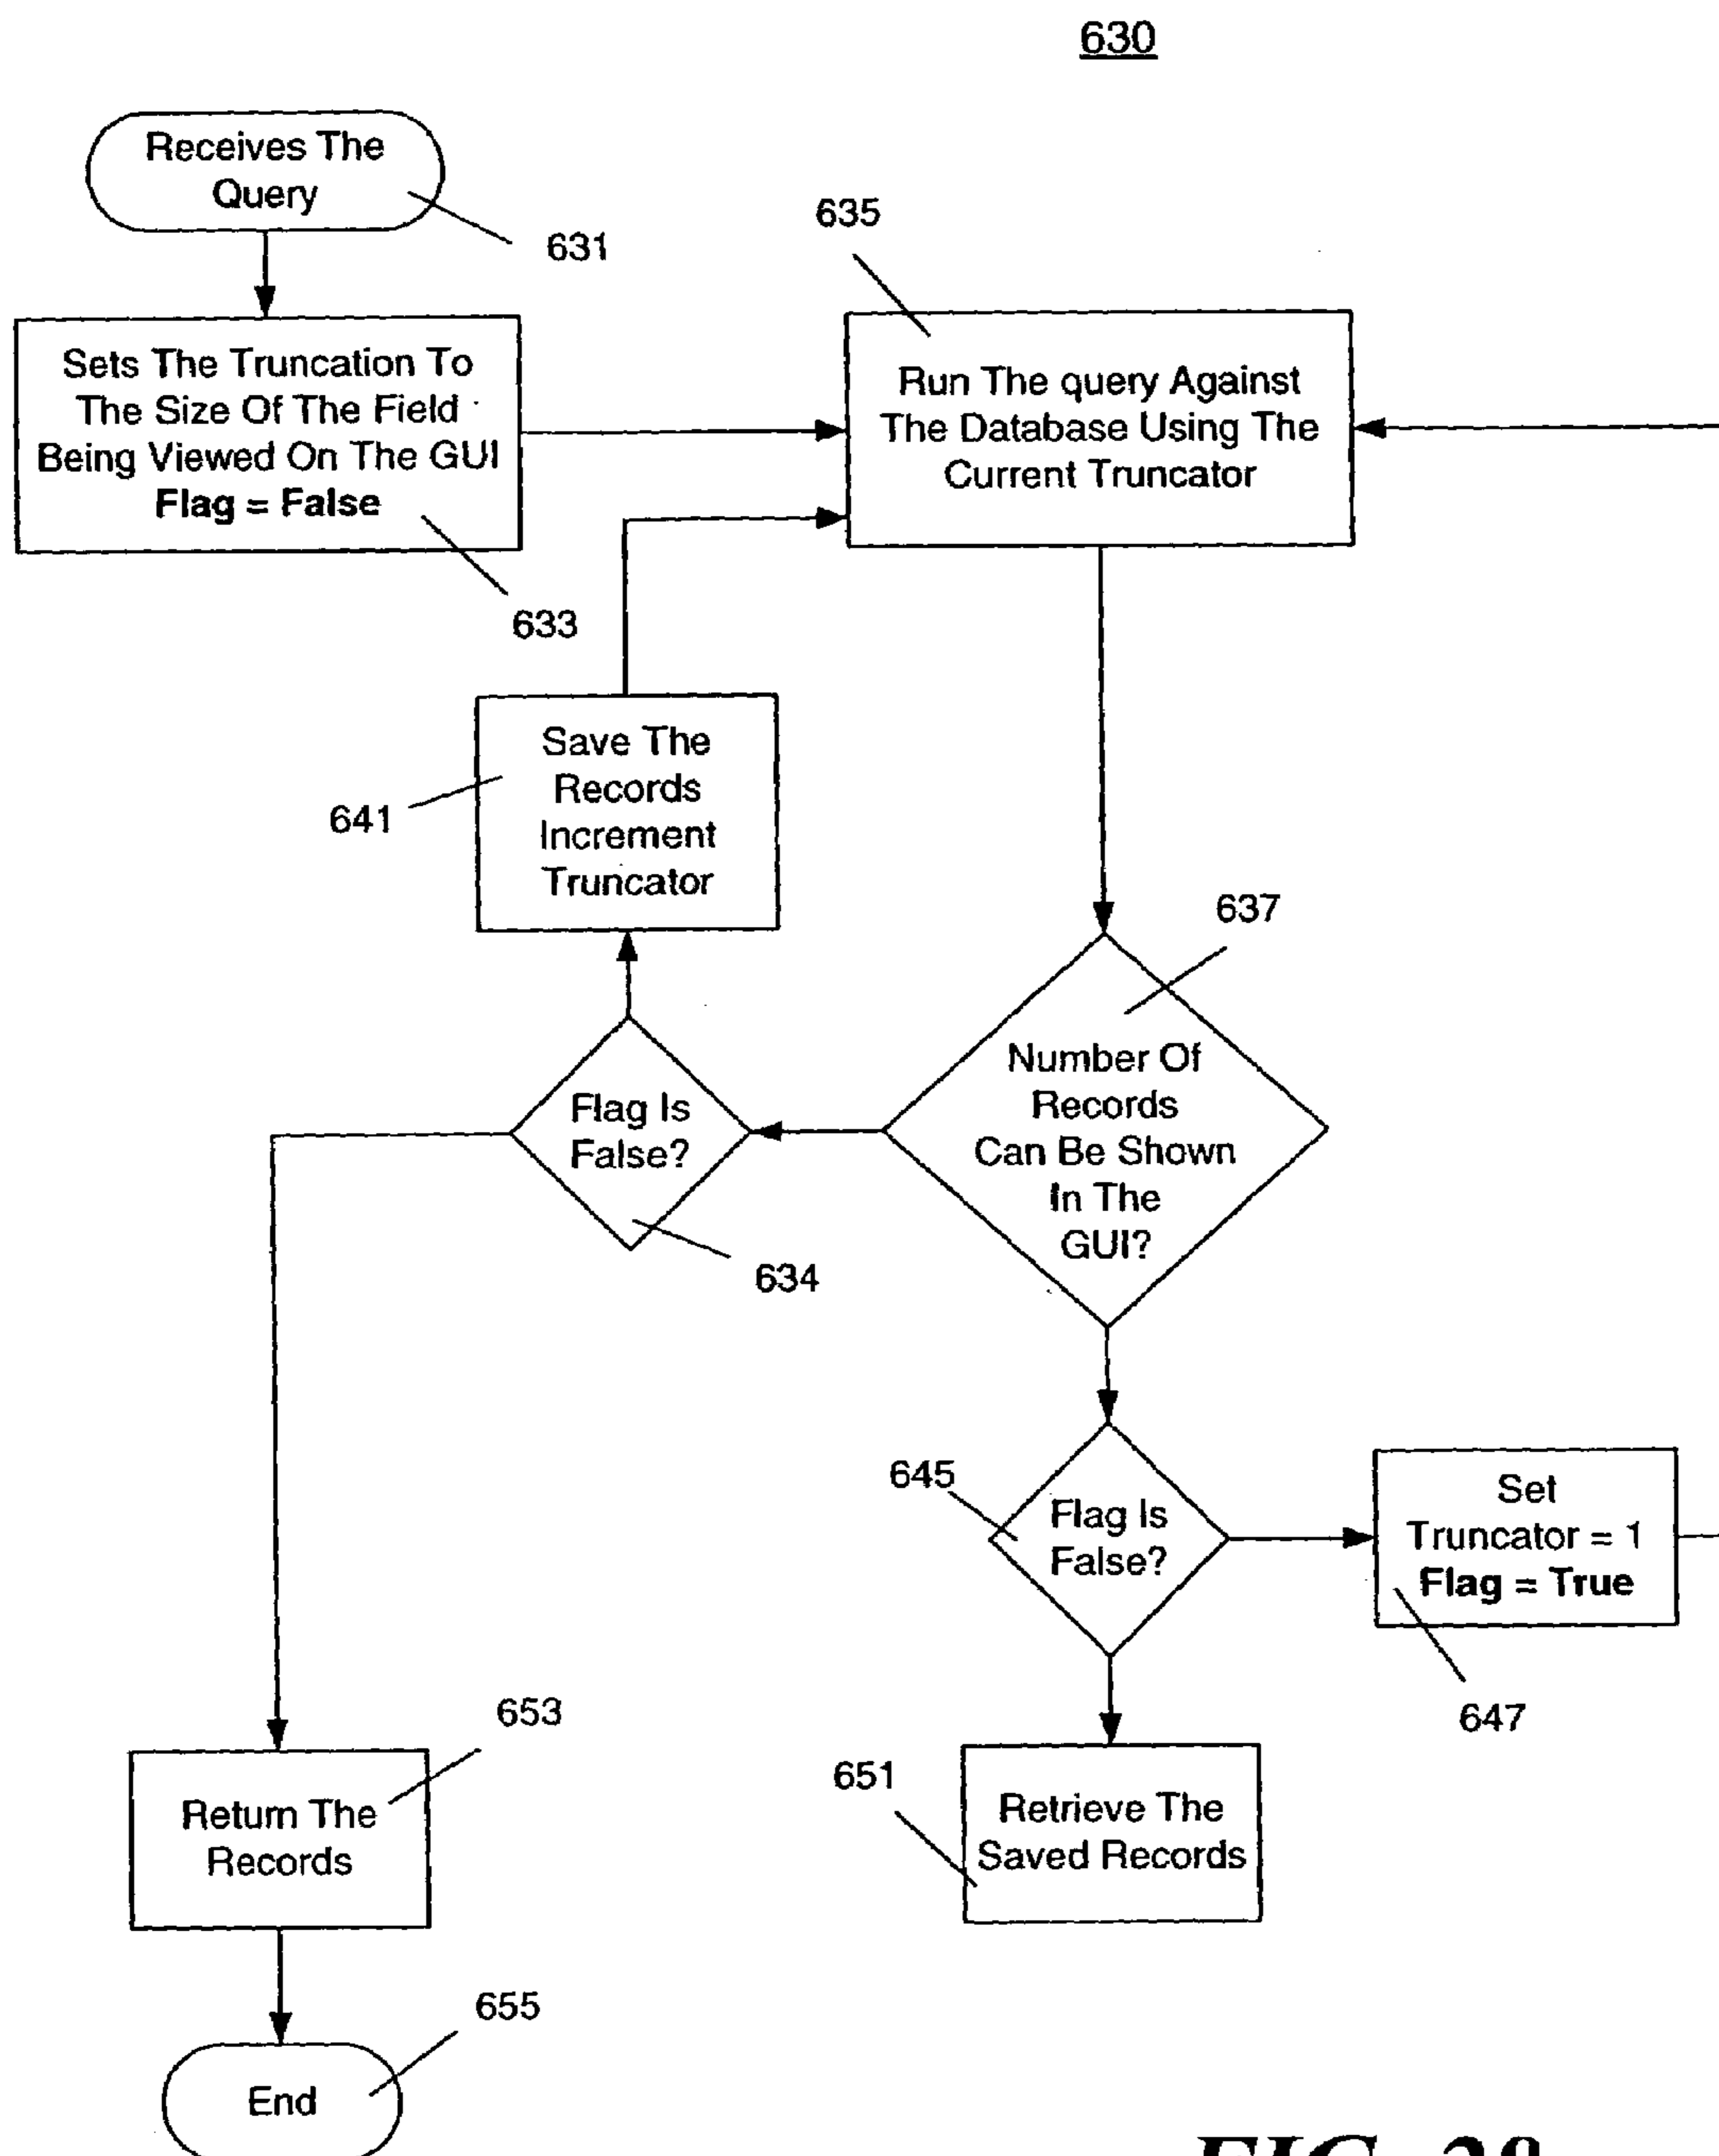 630
Receives The
Query
631
Sets The Truncation To
The Size Of The Field
Being Viewed On The GUI
Flag = False
633
635
Run The query Against
The Database Using The
Current Truncator
Save The
Records
Increment
Truncator
641
637
Number Of
Records
Can Be Shown
In The
GUI?
Flag Is
False?
634
645
Flag Is
False?
Set
Truncator = 1
Flag = True
647
653
Return The
Records
651
Retrieve The
Saved Records
655
End
FIG. 28